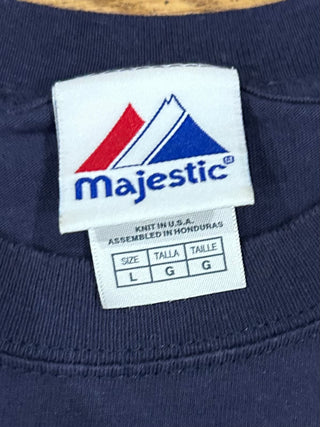 majestic
KNIT IN U.S.A.
ASSEMBLED IN HONDURAS
SIZE TALLA TAILLE
L G G